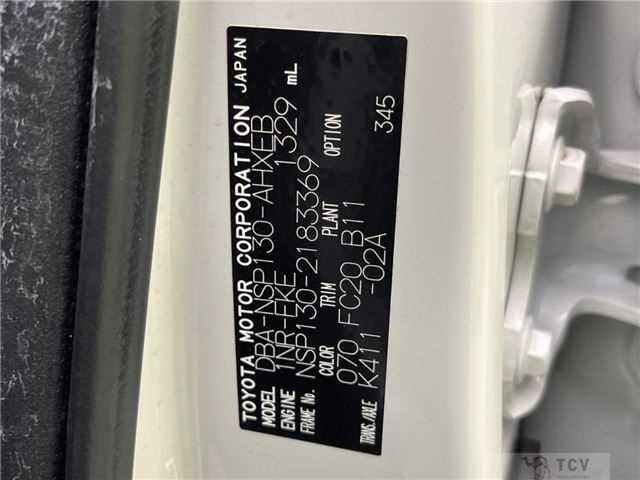 TOYOTA MOTOR CORPORATION JAPAN
MODEL DBA-NSP130-AHXEB
ENGINE 1NR-EKE 1329 mL
FRAME No. NSP130-2183369
COLOR TRIM PLANT OPTION
070 FC20 B11
TRANS./AXLE K411 -02A 345
TCV